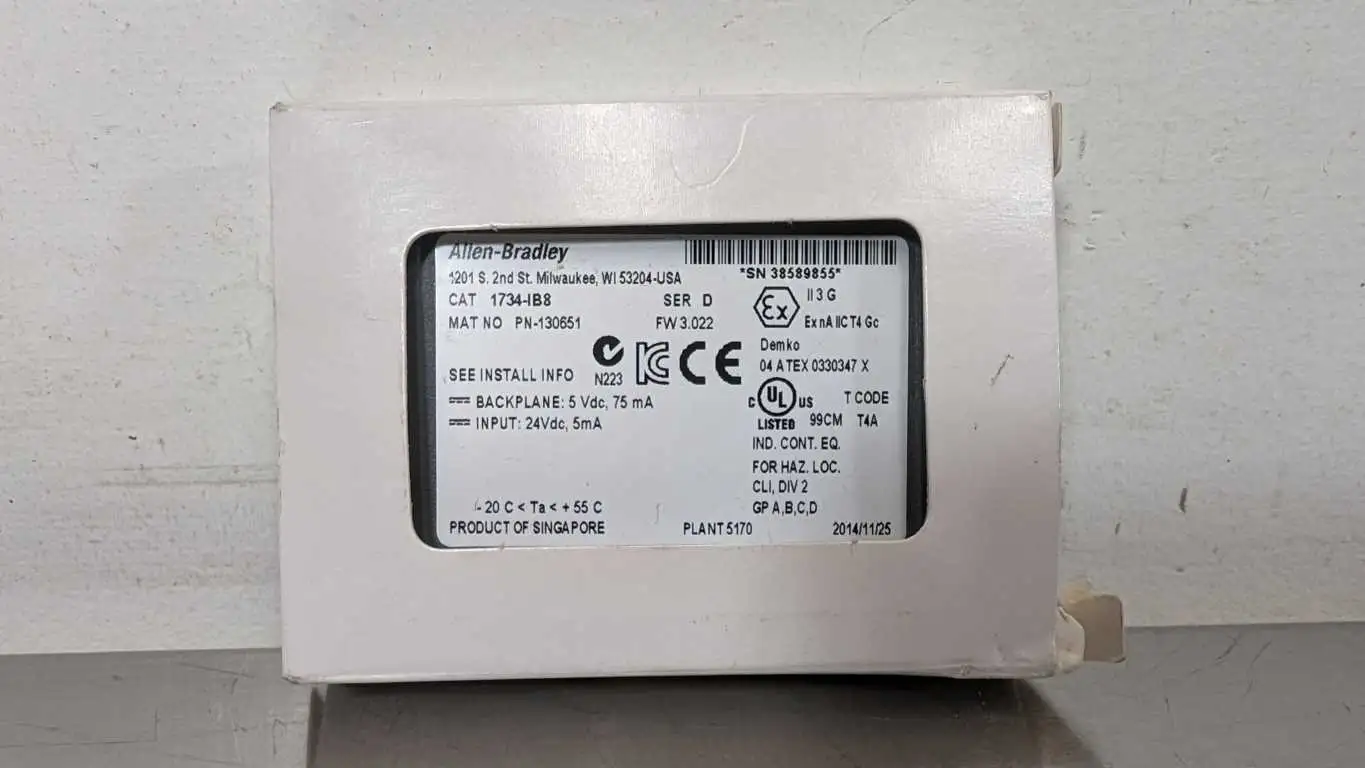 Allen-Bradley
1201 S. 2nd St. Milwaukee, WI 53204-USA
*SN 38589855*
CAT 1734-IB8 SER D
MAT NO PN-130651 FW 3.022
Ex II 3 G
Ex nA IIC T4 Gc
Demko
04 ATEX 0330347 X
SEE INSTALL INFO
N223
KC CE
BACKPLANE: 5 Vdc, 75 mA
INPUT: 24Vdc, 5mA
C UL US
LISTED 99CM
T CODE
T4A
IND. CONT. EQ.
FOR HAZ. LOC.
CLI, DIV 2
GP A,B,C,D
- 20 C < Ta < + 55 C
PRODUCT OF SINGAPORE PLANT 5170 2014/11/25